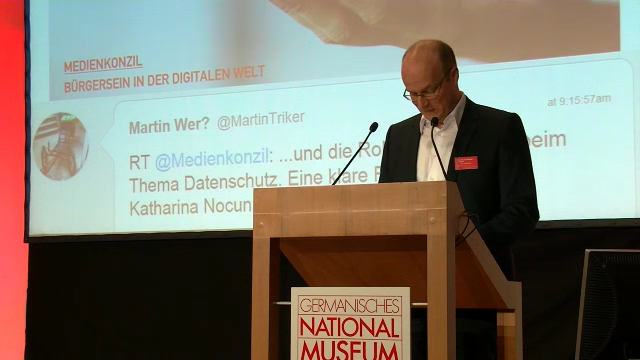 MEDIENKONZIL
BÜRGERSEIN IN DER DIGITALEN WELT
Martin Wer? @MartinTriker
at 9:15:57am
RT @Medienkonzil: ...und die beim
Thema Datenschutz. Eine klare
Katharina Nocun
GERMANISCHES
NATIONAL
MUSEUM